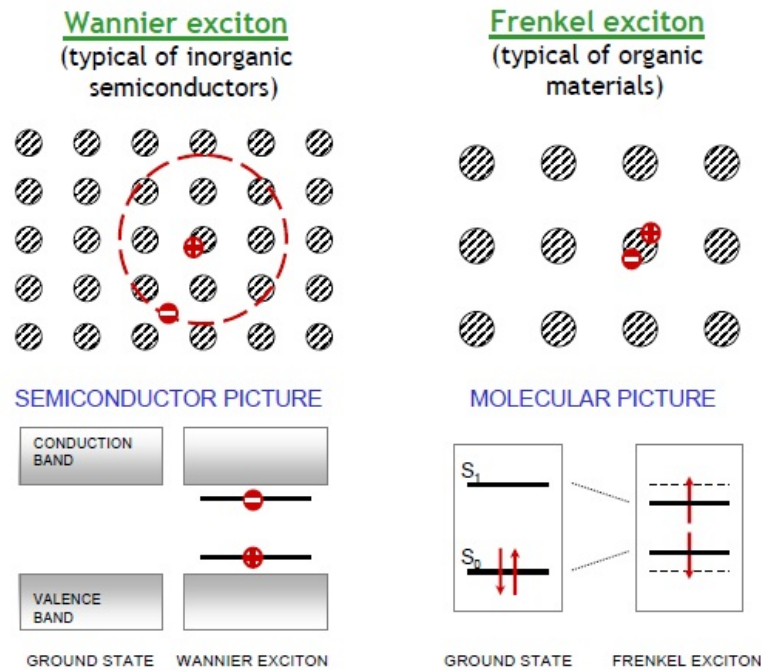 Wannier exciton
(typical of inorganic
semiconductors)
Frenkel exciton
(typical of organic
materials)
SEMICONDUCTOR PICTURE
MOLECULAR PICTURE
CONDUCTION
BAND
VALENCE
BAND
GROUND STATE
WANNIER EXCITON
S₁
S₀
GROUND STATE
FRENKEL EXCITON